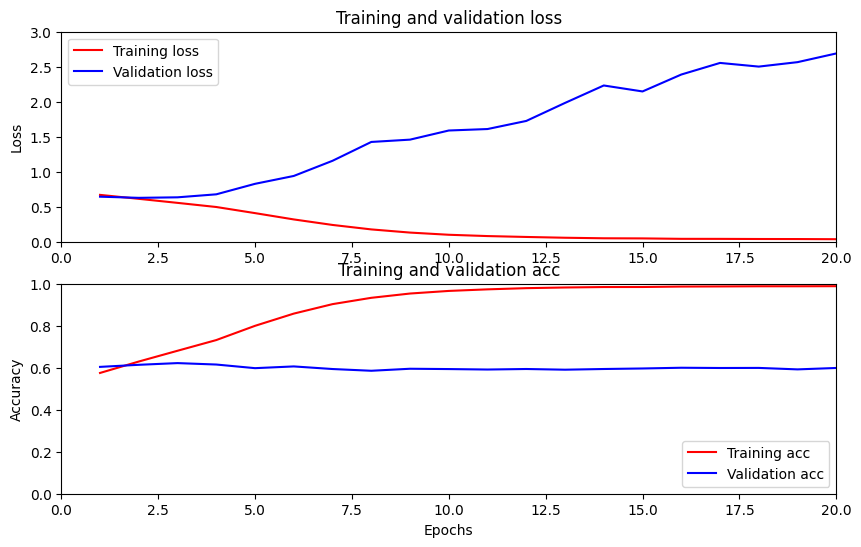 Training and validation loss
3.0
2.5
2.0
1.5
1.0
0.5
0.0
Loss
Training loss
Validation loss
0.0 2.5 5.0 7.5 10.0 12.5 15.0 17.5 20.0
Training and validation acc
1.0
0.8
0.6
0.4
0.2
0.0
Accuracy
Training acc
Validation acc
0.0 2.5 5.0 7.5 10.0 12.5 15.0 17.5 20.0
Epochs